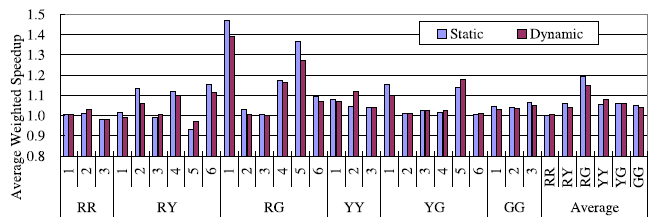 Average Weighted Speedup
1.5
1.4
1.3
1.2
1.1
1.0
0.9
0.8
Static Dynamic
1 2 3 1 2 3 4 5 6 1 2 3 4 5 6 1 2 3 1 2 3 4 5 6 1 2 3 RR RY RG YY YG GG
RR RY RG YY YG GG Average